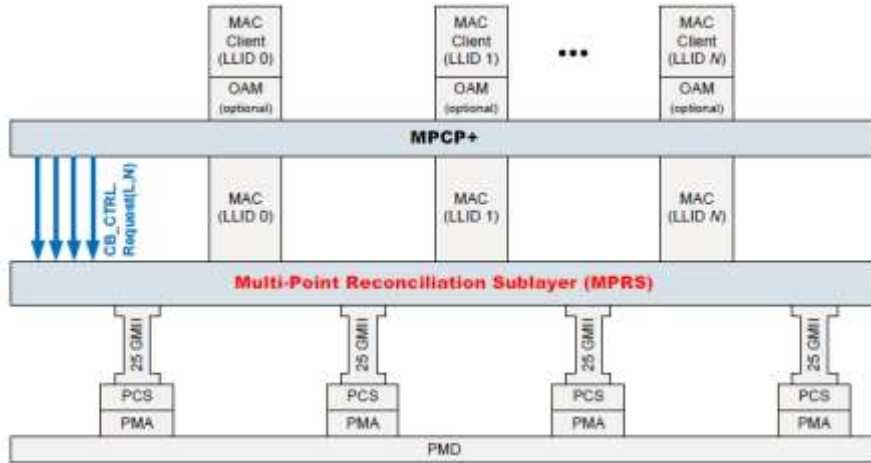 MAC
Client
(LLID 0)
MAC
Client
(LLID 1)
•••
MAC
Client
(LLID N)
OAM
(optional)
OAM
(optional)
OAM
(optional)
MPCP+
CB_CTRL.
Request(L,N)
MAC
(LLID 0)
MAC
(LLID 1)
MAC
(LLID N)
Multi-Point Reconciliation Sublayer (MPRS)
25 GMII
25 GMII
25 GMII
25 GMII
PCS
PCS
PCS
PCS
PMA
PMA
PMA
PMA
PMD